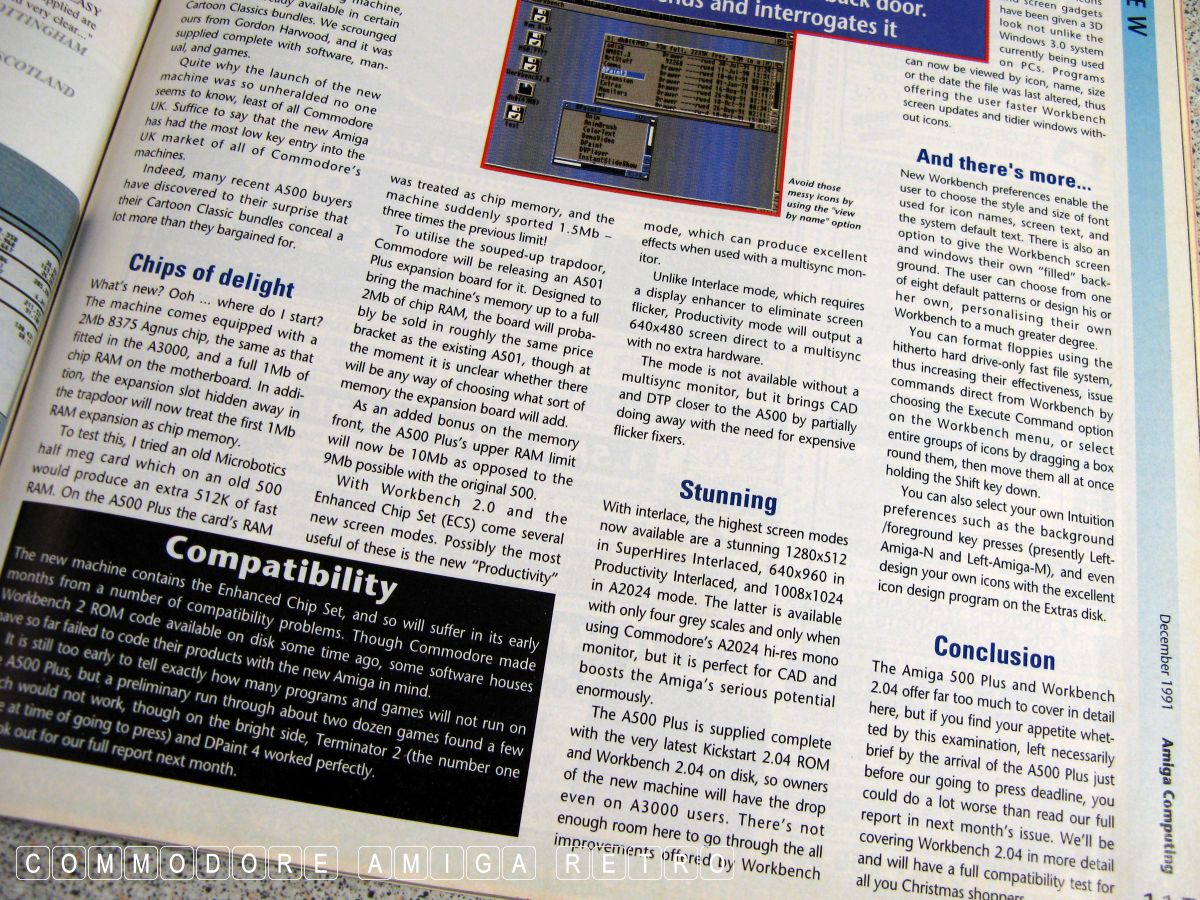 EASY
applied are
d very clear..."
OTTINGHAM
SCOTLAND
machine,
ready available in certain
Cartoon Classics bundles. We scrounged
ours from Gordon Harwood, and it was
supplied complete with software, man-
ual, and games.
Quite why the launch of the new
machine was so unheralded no one
seems to know, least of all Commodore
UK. Suffice to say that the new Amiga
has had the most low key entry into the
UK market of all of Commodore's
machines.
Indeed, many recent A500 buyers
have discovered to their surprise that
their Cartoon Classic bundles conceal a
lot more than they bargained for.
Chips of delight
What's new? Ooh ... where do I start?
The machine comes equipped with a
2Mb 8375 Agnus chip, the same as that
fitted in the A3000, and a full 1Mb of
chip RAM on the motherboard. In addi-
tion, the expansion slot hidden away in
the trapdoor will now treat the first 1Mb
RAM expansion as chip memory.
To test this, I tried an old Microbotics
half meg card which on an old 500
would produce an extra 512K of fast
RAM. On the A500 Plus the card's RAM
back door.
ends and interrogates it
Ram Disk
Workbench2.0
Test
Monitors
DPaint3
Main
AnimBrush
ColorText
DemoVideo
DPaint
DVPlayer
InstantSlideShow
Avoid those
messy icons by
using the "view
by name" option
was treated as chip memory, and the
machine suddenly sported 1.5Mb –
three times the previous limit!
To utilise the souped-up trapdoor,
Commodore will be releasing an A501
Plus expansion board for it. Designed to
bring the machine's memory up to a full
2Mb of chip RAM, the board will proba-
bly be sold in roughly the same price
bracket as the existing A501, though at
the moment it is unclear whether there
will be any way of choosing what sort of
memory the expansion board will add.
As an added bonus on the memory
front, the A500 Plus's upper RAM limit
will now be 10Mb as opposed to the
9Mb possible with the original 500.
With Workbench 2.0 and the
Enhanced Chip Set (ECS) come several
new screen modes. Possibly the most
useful of these is the new "Productivity"
mode, which can produce excellent
effects when used with a multisync mon-
itor.
Unlike Interlace mode, which requires
a display enhancer to eliminate screen
flicker, Productivity mode will output a
640x480 screen direct to a multisync
with no extra hardware.
The mode is not available without a
multisync monitor, but it brings CAD
and DTP closer to the A500 by partially
doing away with the need for expensive
flicker fixers.
Stunning
With interlace, the highest screen modes
now available are a stunning 1280x512
in SuperHires Interlaced, 640x960 in
Productivity Interlaced, and 1008x1024
in A2024 mode. The latter is available
with only four grey scales and only when
using Commodore's A2024 hi-res mono
monitor, but it is perfect for CAD and
boosts the Amiga's serious potential
enormously.
The A500 Plus is supplied complete
with the very latest Kickstart 2.04 ROM
and Workbench 2.04 on disk, so owners
of the new machine will have the drop
even on A3000 users. There's not
enough room here to go through the all
improvements offered by Workbench
icons
and screen gadgets
have been given a 3D
look not unlike the
Windows 3.0 system
currently being used
on PCs. Programs
can now be viewed by icon, name, size
or the date the file was last altered, thus
offering the user faster Workbench
screen updates and tidier windows with-
out icons.
And there's more...
New Workbench preferences enable the
user to choose the style and size of font
used for icon names, screen text, and
the system default text. There is also an
option to give the Workbench screen
and windows their own "filled" back-
ground. The user can choose from one
of eight default patterns or design his or
her own, personalising their own
Workbench to a much greater degree.
You can format floppies using the
hitherto hard drive-only fast file system,
thus increasing their effectiveness, issue
commands direct from Workbench by
choosing the Execute Command option
on the Workbench menu, or select
entire groups of icons by dragging a box
round them, then move them all at once
holding the Shift key down.
You can also select your own Intuition
preferences such as the background
/foreground key presses (presently Left-
Amiga-N and Left-Amiga-M), and even
design your own icons with the excellent
icon design program on the Extras disk.
Conclusion
The Amiga 500 Plus and Workbench
2.04 offer far too much to cover in detail
here, but if you find your appetite whet-
ted by this examination, left necessarily
brief by the arrival of the A500 Plus just
before our going to press deadline, you
could do a lot worse than read our full
report in next month's issue. We'll be
covering Workbench 2.04 in more detail
and will have a full compatibility test for
all you Christmas shoppers.
Compatibility
The new machine contains the Enhanced Chip Set, and so will suffer in its early
months from a number of compatibility problems. Though Commodore made
Workbench 2 ROM code available on disk some time ago, some software houses
have so far failed to code their products with the new Amiga in mind.
It is still too early to tell exactly how many programs and games will not run on
A500 Plus, but a preliminary run through about two dozen games found a few
which would not work, though on the bright side, Terminator 2 (the number one
at time of going to press) and DPaint 4 worked perfectly.
ok out for our full report next month.
EW
December 1991 Amiga Computing
COMMODORE AMIGA RETRO